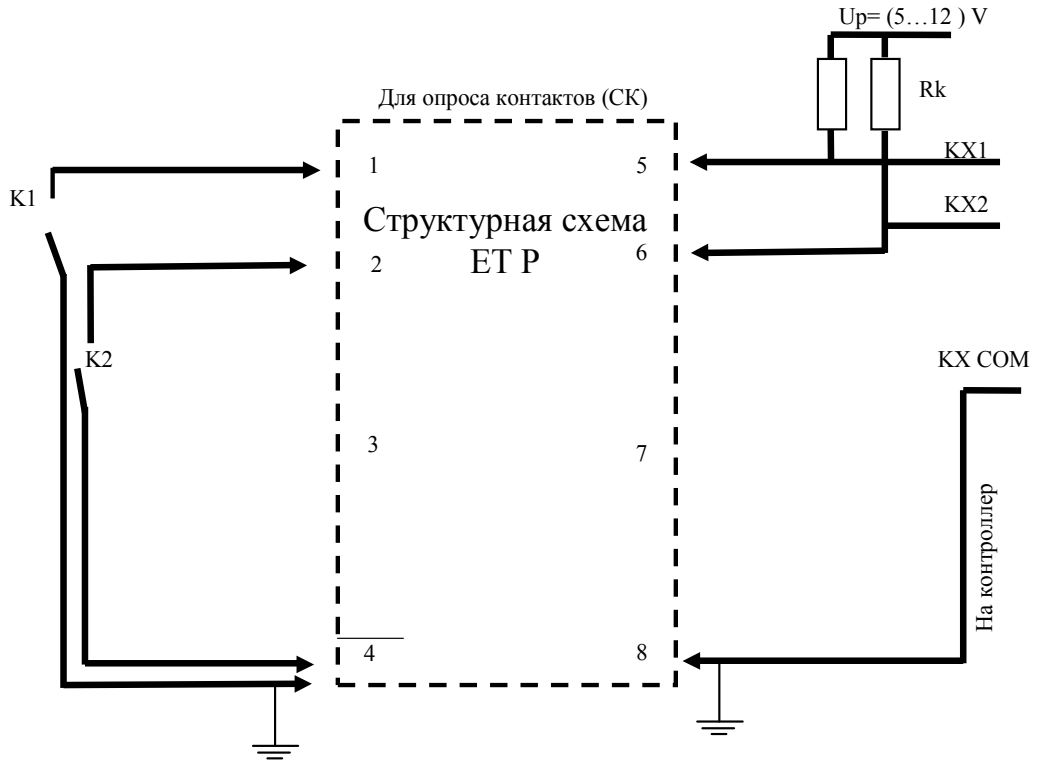 Up= (5…12 ) V
Для опроса контактов (СК)
Rk
1
5
KX1
K1
KX2
Структурная схема
ЕТ Р
2
6
K2
KX COM
3
7
На контроллер
4
8